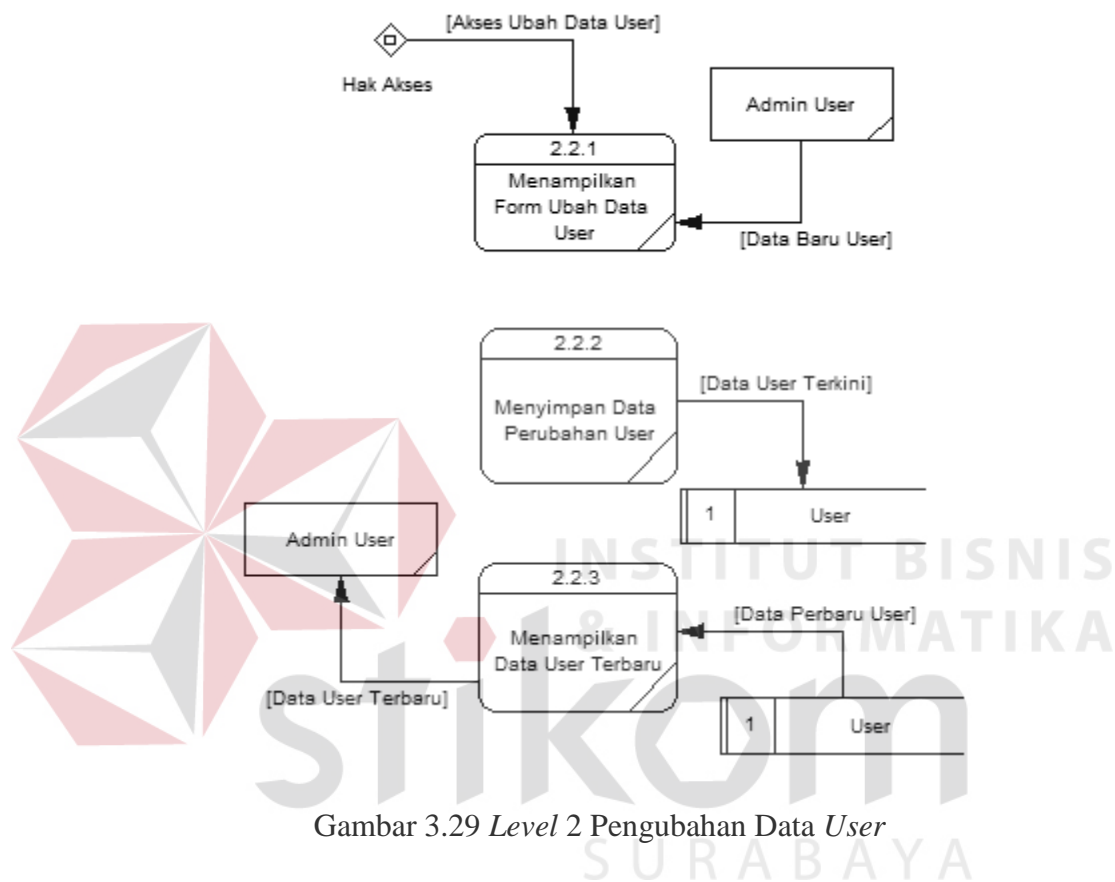 [Akses Ubah Data User]
Hak Akses
Admin User
2.2.1
Menampilkan
Form Ubah Data
User
[Data Baru User]
2.2.2
Menyimpan Data
Perubahan User
[Data User Terkini]
1
User
Admin User
INSTITUT BISNIS
2.2.3
Menampilkan
Data User Terbaru
[Data Perbaru User]
& INFORMATIKA
[Data User Terbaru]
stikom
1
User
Gambar 3.29 Level 2 Pengubahan Data User
SURABAYA